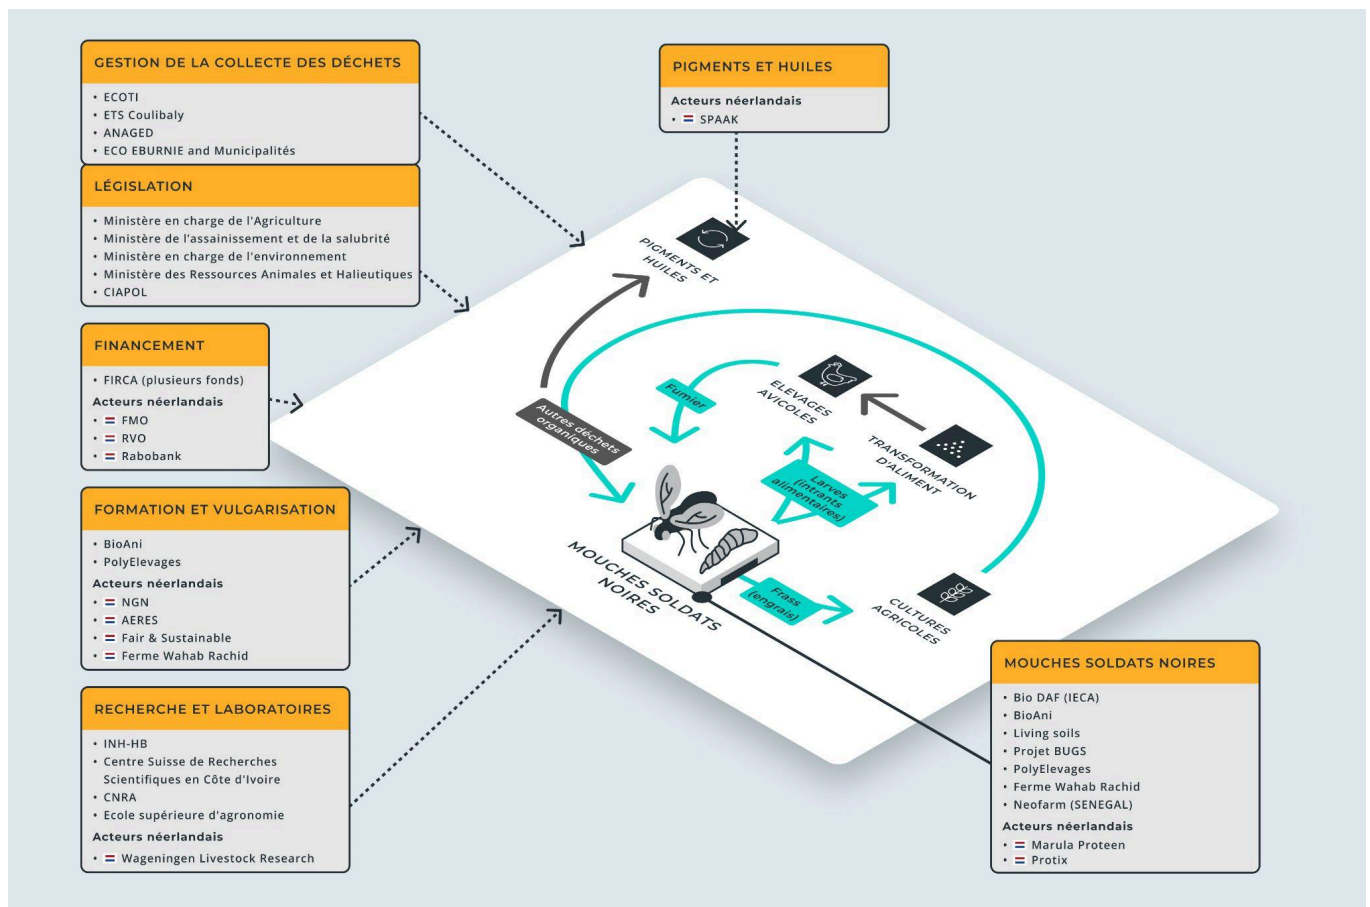 GESTION DE LA COLLECTE DES DÉCHETS
• ECOTI
• ETS Coulibaly
• ANAGED
• ECO EBURNIE and Municipalités
LÉGISLATION
• Ministère en charge de l'Agriculture
• Ministère de l'assainissement et de la salubrité
• Ministère en charge de l'environnement
• Ministère des Ressources Animales et Halieutiques
• CIAPOL
FINANCEMENT
• FIRCA (plusieurs fonds)
Acteurs néerlandais
• FMO
• RVO
• Rabobank
FORMATION ET VULGARISATION
• BioAni
• PolyElevages
Acteurs néerlandais
• NGN
• AERES
• Fair & Sustainable
• Ferme Wahab Rachid
RECHERCHE ET LABORATOIRES
• INH-HB
• Centre Suisse de Recherches
Scientifiques en Côte d'Ivoire
• CNRA
• Ecole supérieure d'agronomie
Acteurs néerlandais
• Wageningen Livestock Research
PIGMENTS ET HUILES
Acteurs néerlandais
• SPAAK
PIGMENTS ET
HUILES
Autres déchets
organiques
Fumier
ELEVAGES
AVICOLES
TRANSFORMATION
D'ALIMENT
Larves
(intrants
alimentaires)
MOUCHES SOLDATS
NOIRES
Frass
(engrais)
CULTURES
AGRICOLES
MOUCHES SOLDATS NOIRES
• Bio DAF (IECA)
• BioAni
• Living soils
• Projet BUGS
• PolyElevages
• Ferme Wahab Rachid
• Neofarm (SENEGAL)
Acteurs néerlandais
• Marula Proteen
• Protix